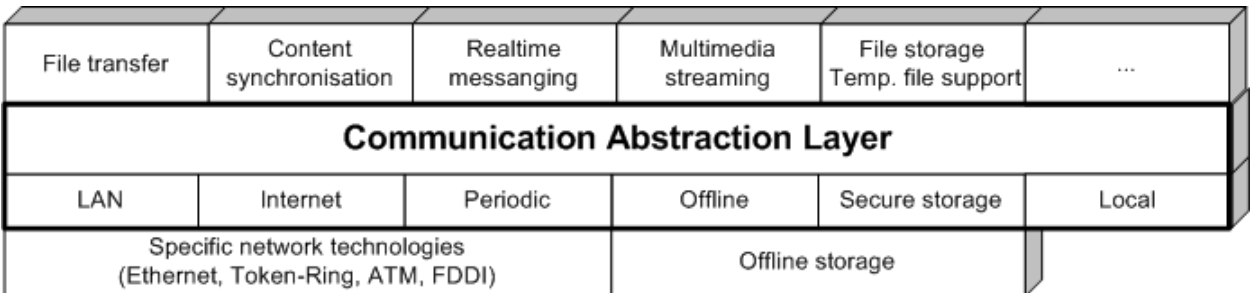 File transfer
Content
synchronisation
Realtime
messanging
Multimedia
streaming
File storage
Temp. file support
...
Communication Abstraction Layer
LAN
Internet
Periodic
Offline
Secure storage
Local
Specific network technologies
(Ethernet, Token-Ring, ATM, FDDI)
Offline storage